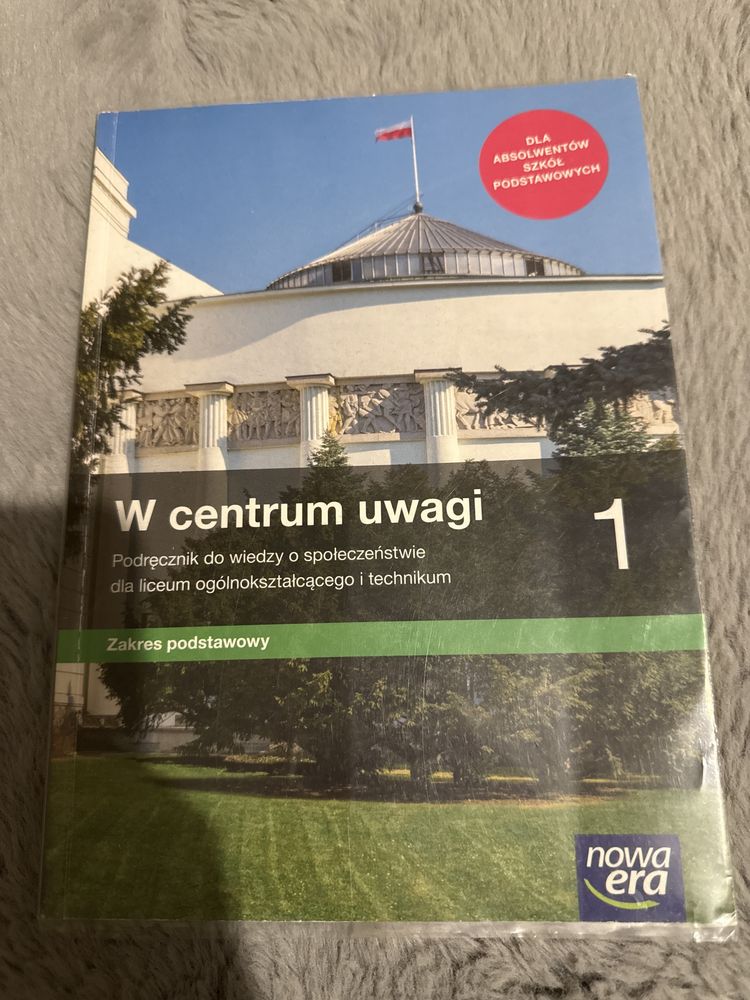 DLA
ABSOLWENTÓW
SZKÓŁ
PODSTAWOWYCH
W centrum uwagi
1
Podręcznik do wiedzy o społeczeństwie
dla liceum ogólnokształcącego i technikum
Zakres podstawowy
nowa
era